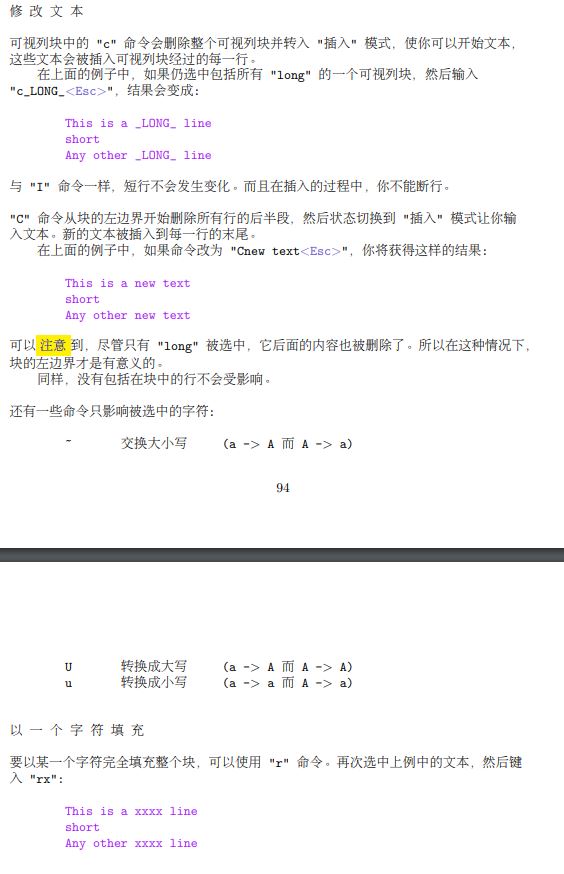 修 改 文 本
可视列块中的 "c" 命令会删除整个可视列块并转入 "插入" 模式，使你可以开始文本，
这些文本会被插入可视列块经过的每一行。
在上面的例子中，如果仍选中包括所有 "long" 的一个可视列块，然后输入
"c_LONG_<Esc>"，结果会变成：
This is a _LONG_ line
short
Any other _LONG_ line
与 "I" 命令一样，短行不会发生变化。而且在插入的过程中，你不能断行。
"C" 命令从块的左边界开始删除所有行的后半段，然后状态切换到 "插入" 模式让你输
入文本。新的文本被插入到每一行的末尾。
在上面的例子中，如果命令改为 "Cnew text<Esc>"，你将获得这样的结果：
This is a new text
short
Any other new text
可以 注意 到，尽管只有 "long" 被选中，它后面的内容也被删除了。所以在这种情况下，
块的左边界才是有意义的。
同样，没有包括在块中的行不会受影响。
还有一些命令只影响被选中的字符：
~ 交换大小写 (a -> A 而 A -> a)
94
U 转换成大写 (a -> A 而 A -> A)
u 转换成小写 (a -> a 而 A -> a)
以 一 个 字 符 填 充
要以某一个字符完全填充整个块，可以使用 "r" 命令。再次选中上例中的文本，然后键
入 "rx"：
This is a xxxx line
short
Any other xxxx line